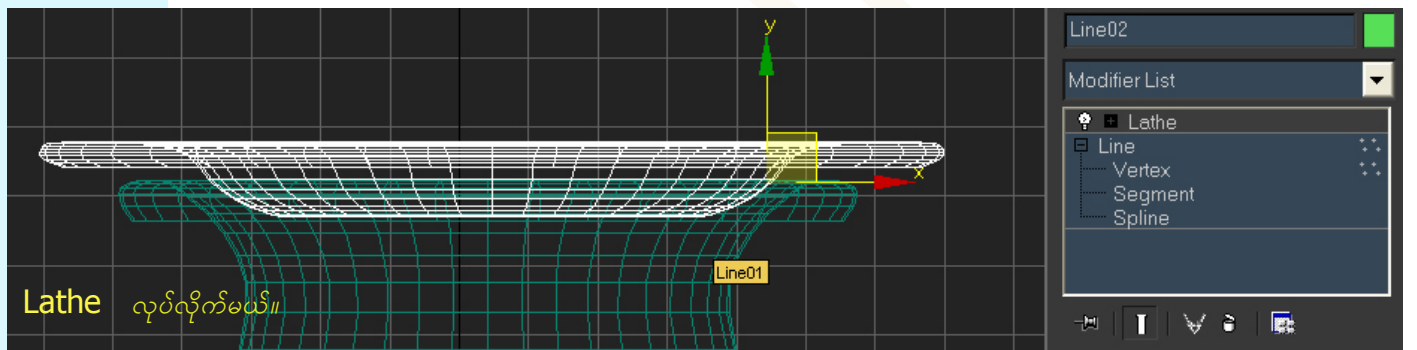 Line02
Modifier List
Lathe
Line
Vertex
Segment
Spline
y
x
Line01
Lathe လုပ်လိုက်မယ်။